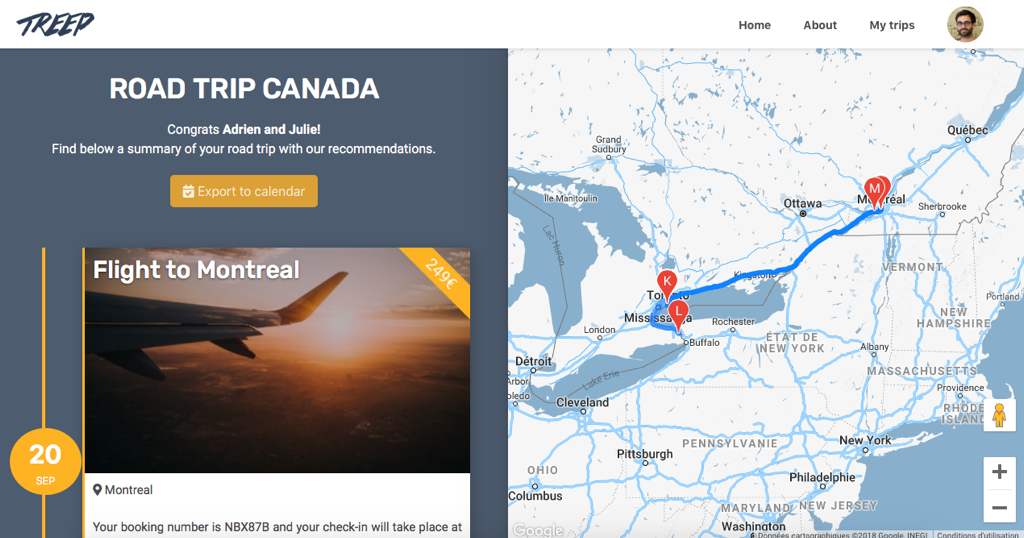 TREEP
Home
About
My trips
ROAD TRIP CANADA
Congrats Adrien and Julie!
Find below a summary of your road trip with our recommendations.
Export to calendar
Flight to Montreal
249€
20
SEP
Montreal
Your booking number is NBX87B and your check-in will take place at
Québec
Grand
Sudbury
Ile Manitoulin
Ottawa
M
Montréal
Sherbrooke
Lac Huron
VERMONT
Kingston
K
Toronto
L
Mississauga
Portland
NEW
HAMPSHIRE
London
Rochester
Buffalo
ÉTAT DE
NEW YORK
Albany
Détroit
Arbor
Lake Erie
MASSACHUSETTS
Providence
oledo
Cleveland
RHODE
ISLAND
PENNSYLVANIE
New York
Pittsburgh
OHIO
Philadelphie
Columbus
MARYLAND
NEW JERSEY
Washington
Google
Données cartographiques ©2018 Google, INEGI
Conditions d'utilisation